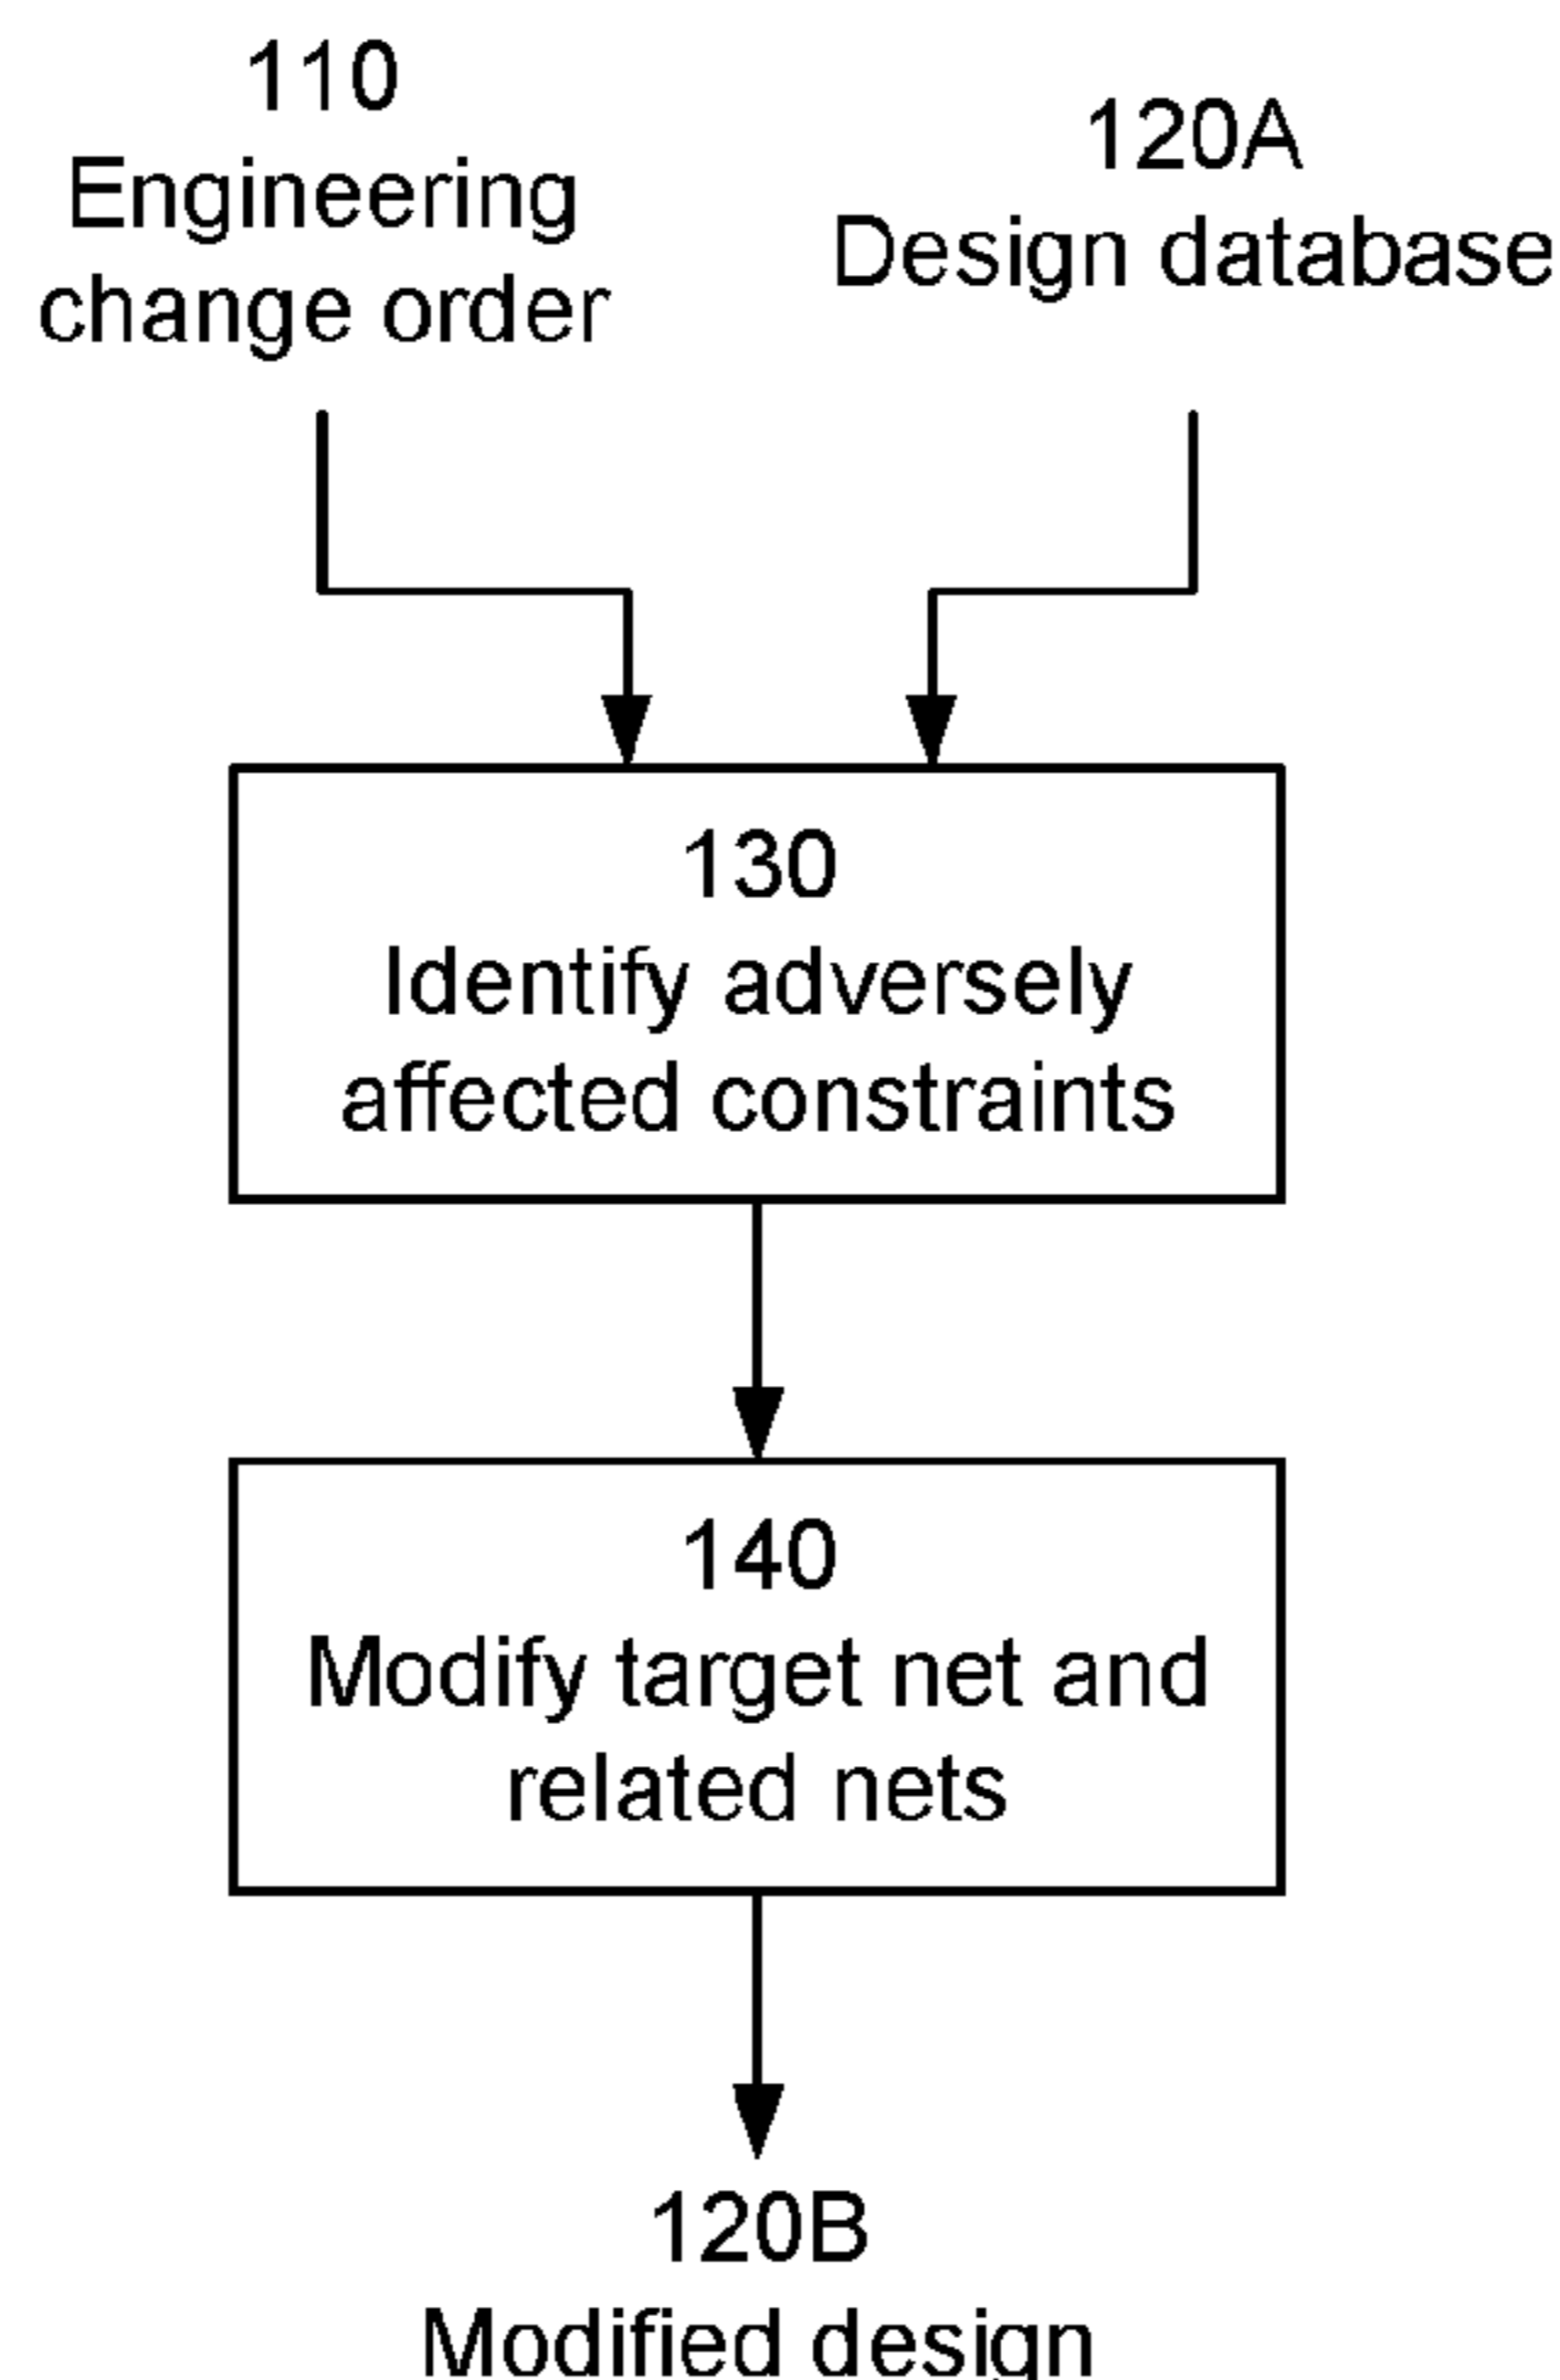 110
Engineering
change order
120A
Design database
130
Identify adversely
affected constraints
140
Modify target net and
related nets
120B
Modified design